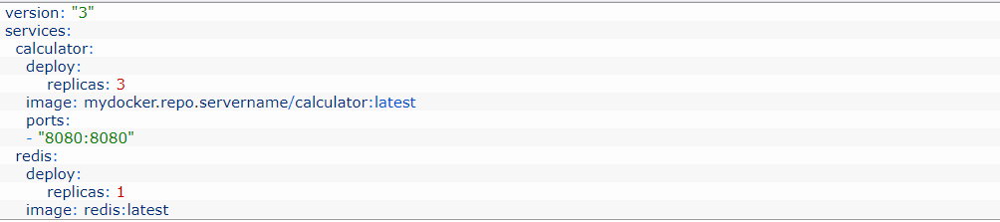 version: "3"
services:
  calculator:
    deploy:
        replicas: 3
    image: mydocker.repo.servername/calculator:latest
    ports:
    - "8080:8080"
  redis:
    deploy:
        replicas: 1
    image: redis:latest